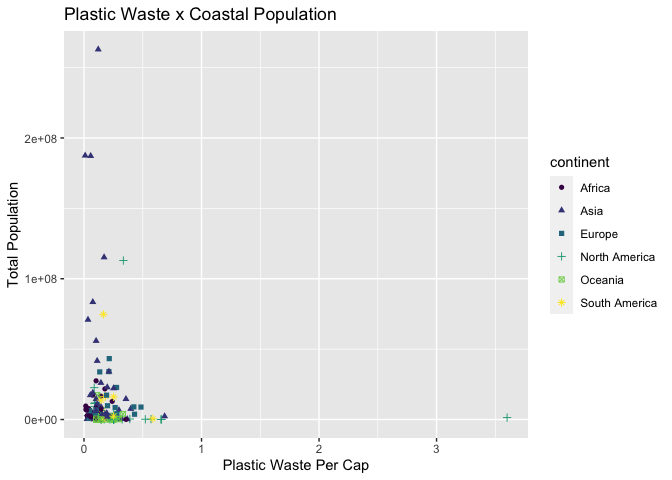 Plastic Waste x Coastal Population
2e+08
1e+08
0e+00
Total Population
0
1
2
3
Plastic Waste Per Cap
continent
Africa
Asia
Europe
North America
Oceania
South America